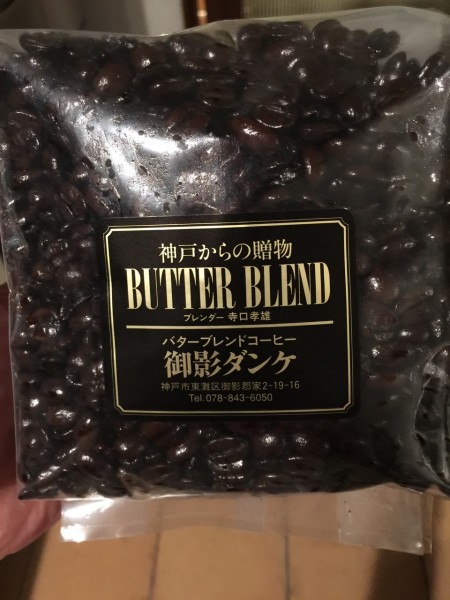 神戸からの贈物
BUTTER BLEND
ブレンダー 寺口孝雄
バターブレンドコーヒー
御影ダンケ
神戸市東灘区御影郡家2-19-16
Tel.078-843-6050